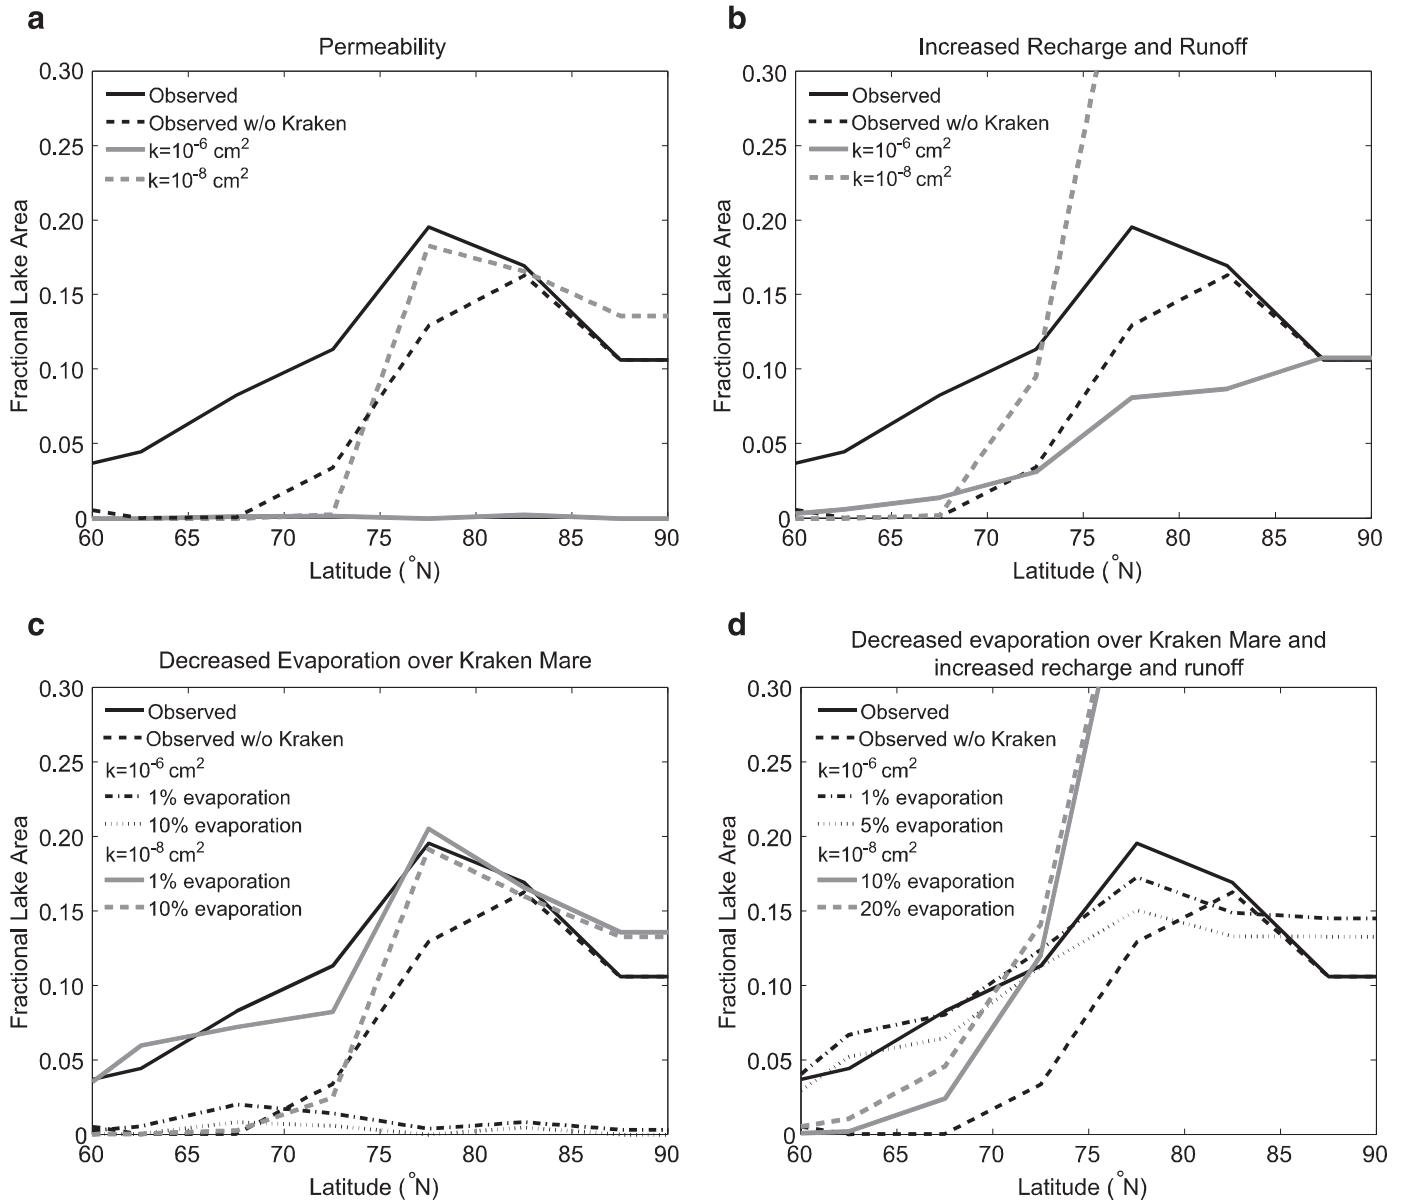 a
Permeability
0.30
0.25
0.20
0.15
0.10
0.05
0
Fractional Lake Area
Observed
Observed w/o Kraken
k=10⁻⁶ cm²
k=10⁻⁸ cm²
60 65 70 75 80 85 90
Latitude (°N)
b
Increased Recharge and Runoff
0.30
0.25
0.20
0.15
0.10
0.05
0
Fractional Lake Area
Observed
Observed w/o Kraken
k=10⁻⁶ cm²
k=10⁻⁸ cm²
60 65 70 75 80 85 90
Latitude (°N)
c
Decreased Evaporation over Kraken Mare
0.30
0.25
0.20
0.15
0.10
0.05
0
Fractional Lake Area
Observed
Observed w/o Kraken
k=10⁻⁶ cm²
1% evaporation
10% evaporation
k=10⁻⁸ cm²
1% evaporation
10% evaporation
60 65 70 75 80 85 90
Latitude (°N)
d
Decreased evaporation over Kraken Mare and
increased recharge and runoff
0.30
0.25
0.20
0.15
0.10
0.05
0
Fractional Lake Area
Observed
Observed w/o Kraken
k=10⁻⁶ cm²
1% evaporation
5% evaporation
k=10⁻⁸ cm²
10% evaporation
20% evaporation
60 65 70 75 80 85 90
Latitude (°N)